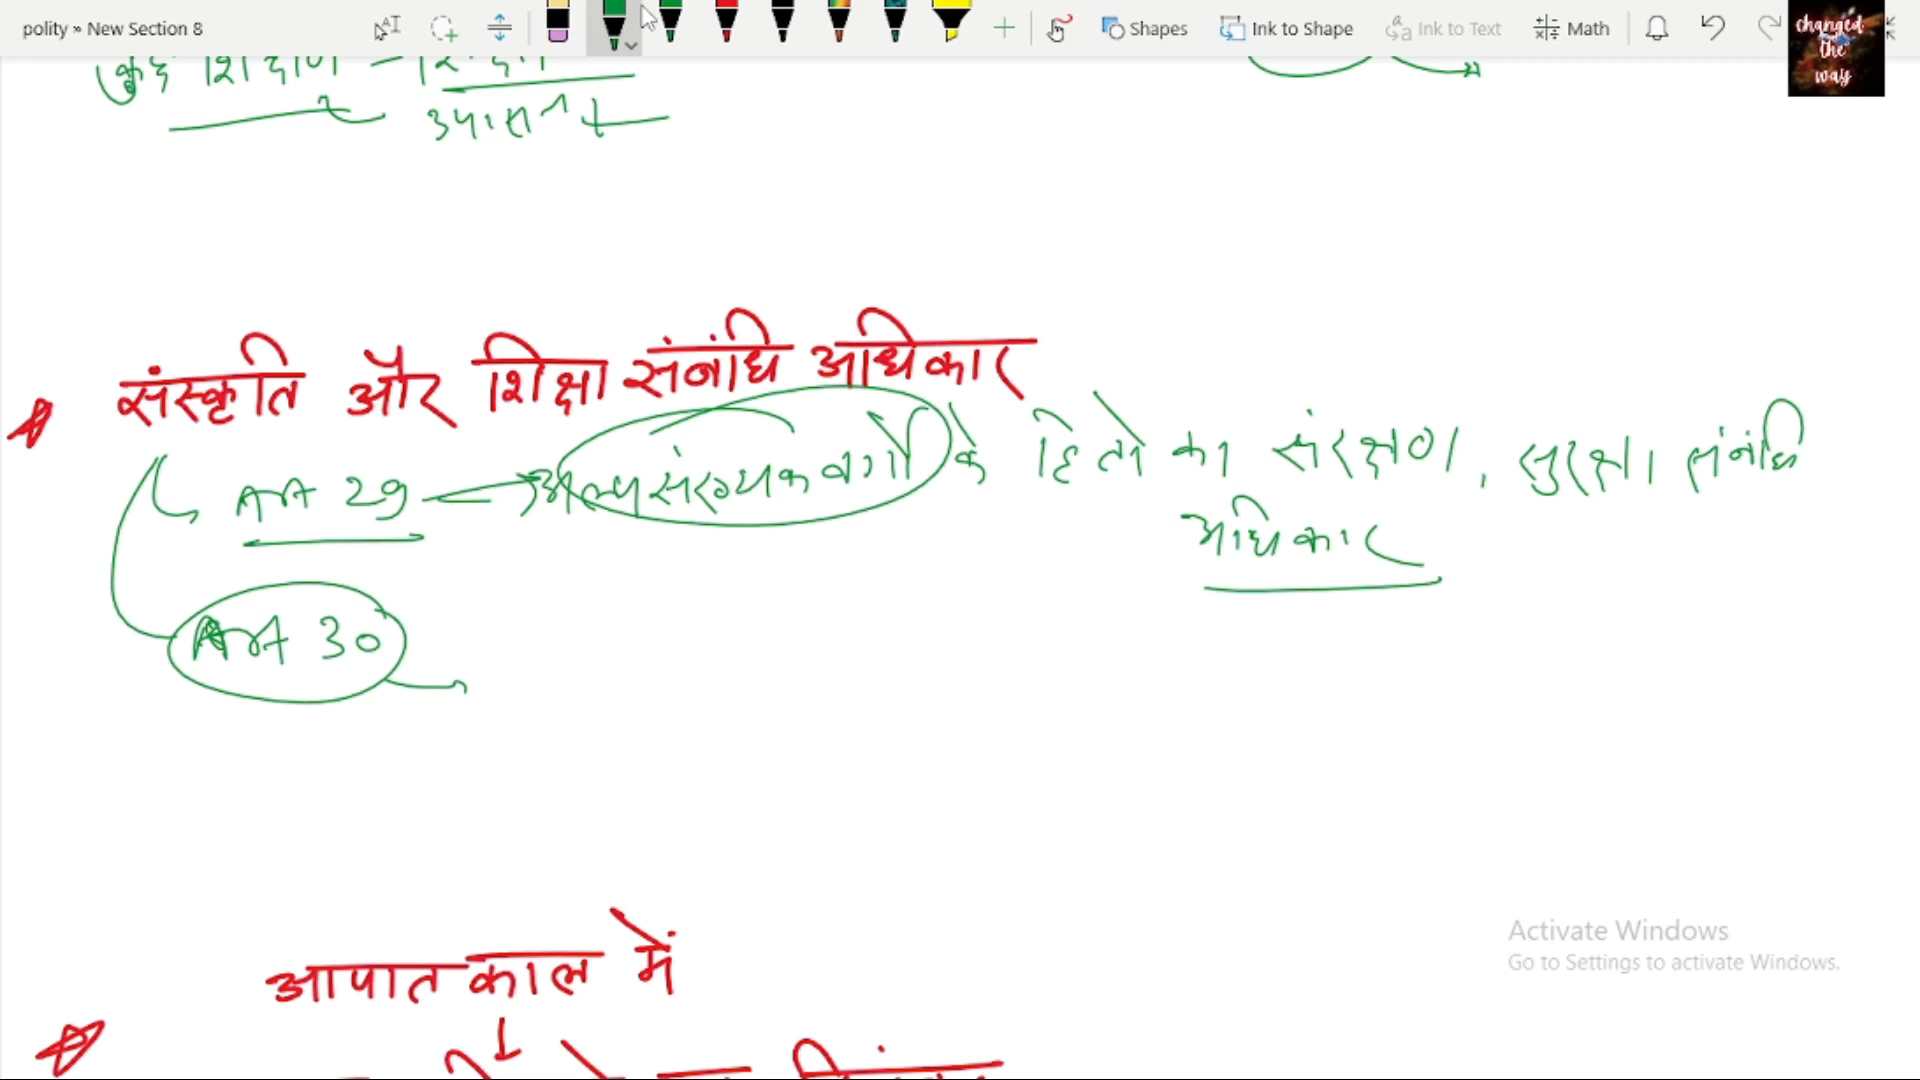 polity » New Section 8
Shapes
Ink to Shape
Ink to Text
Math
changed
the
way
उपासना
संस्कृति और शिक्षा संबंधि अधिकार
Art 29 → अल्पसंख्यक वर्गों के हितो का संरक्षण, सुरक्षा संबंधि
अधिकार
Art 30
आपात काल में
Activate Windows
Go to Settings to activate Windows.